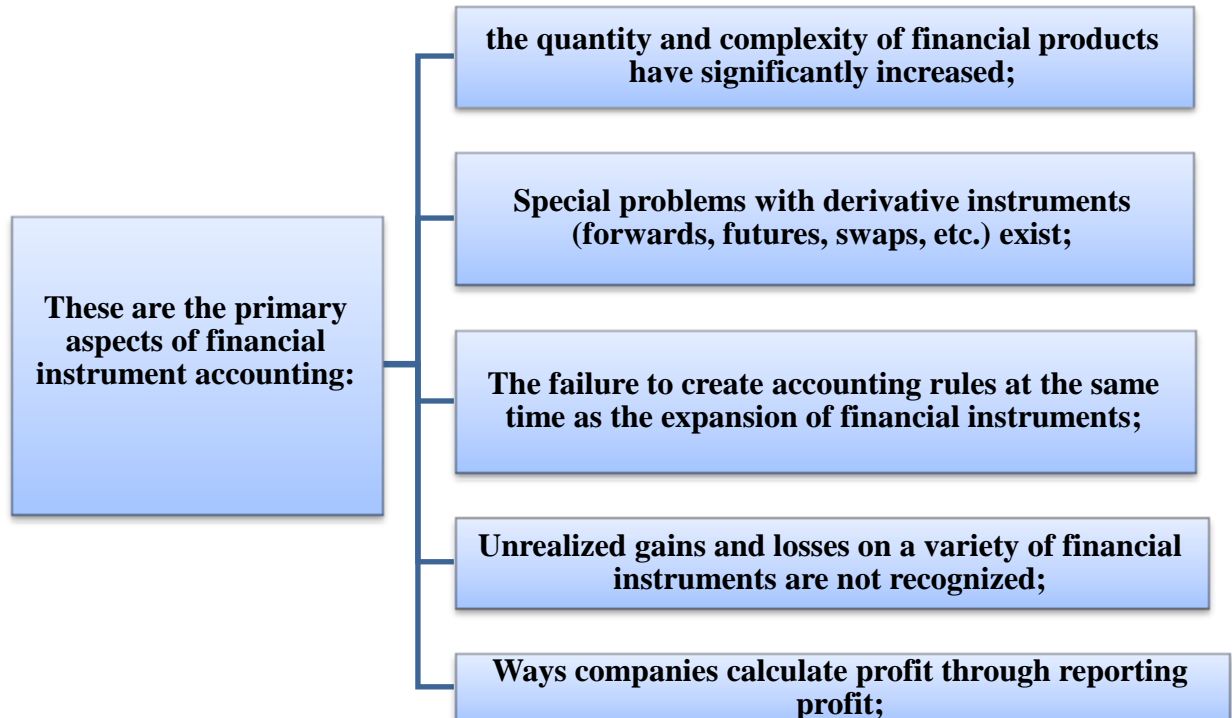 These are the primary
aspects of financial
instrument accounting:
the quantity and complexity of financial products
have significantly increased;
Special problems with derivative instruments
(forwards, futures, swaps, etc.) exist;
The failure to create accounting rules at the same
time as the expansion of financial instruments;
Unrealized gains and losses on a variety of financial
instruments are not recognized;
Ways companies calculate profit through reporting
profit;